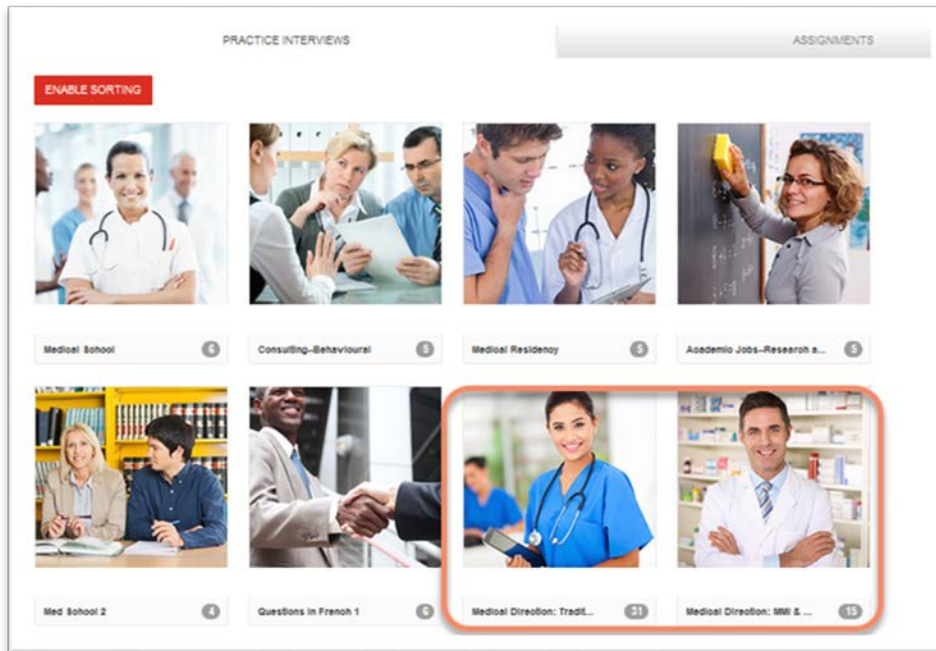 PRACTICE INTERVIEWS
ASSIGNMENTS
ENABLE SORTING
Medical School 6
Consulting--Behavioural 5
Medical Residency 5
Academic Jobs--Research a... 5
Med School 2 4
Questions in French 1 6
Medical Direction: Tradit... 31
Medical Direction: MMI & ... 15